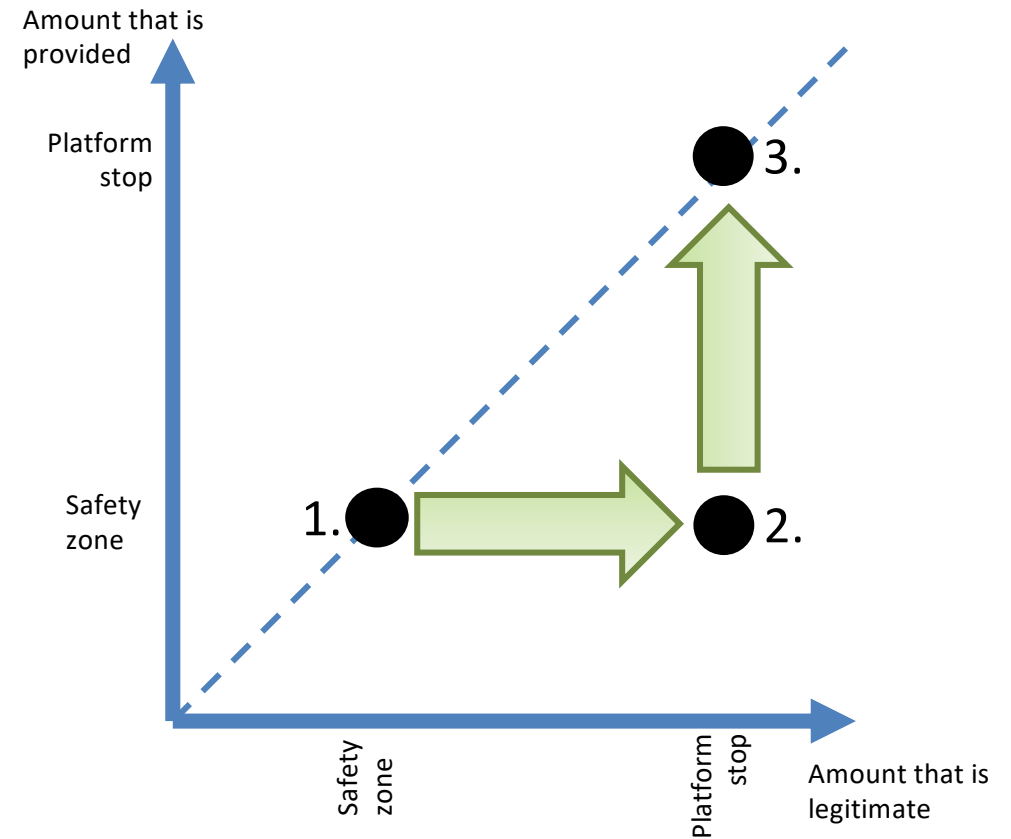 Amount that is
provided
Platform
stop
3.
Safety
zone
1.
2.
Safety
zone
Platform
stop
Amount that is
legitimate